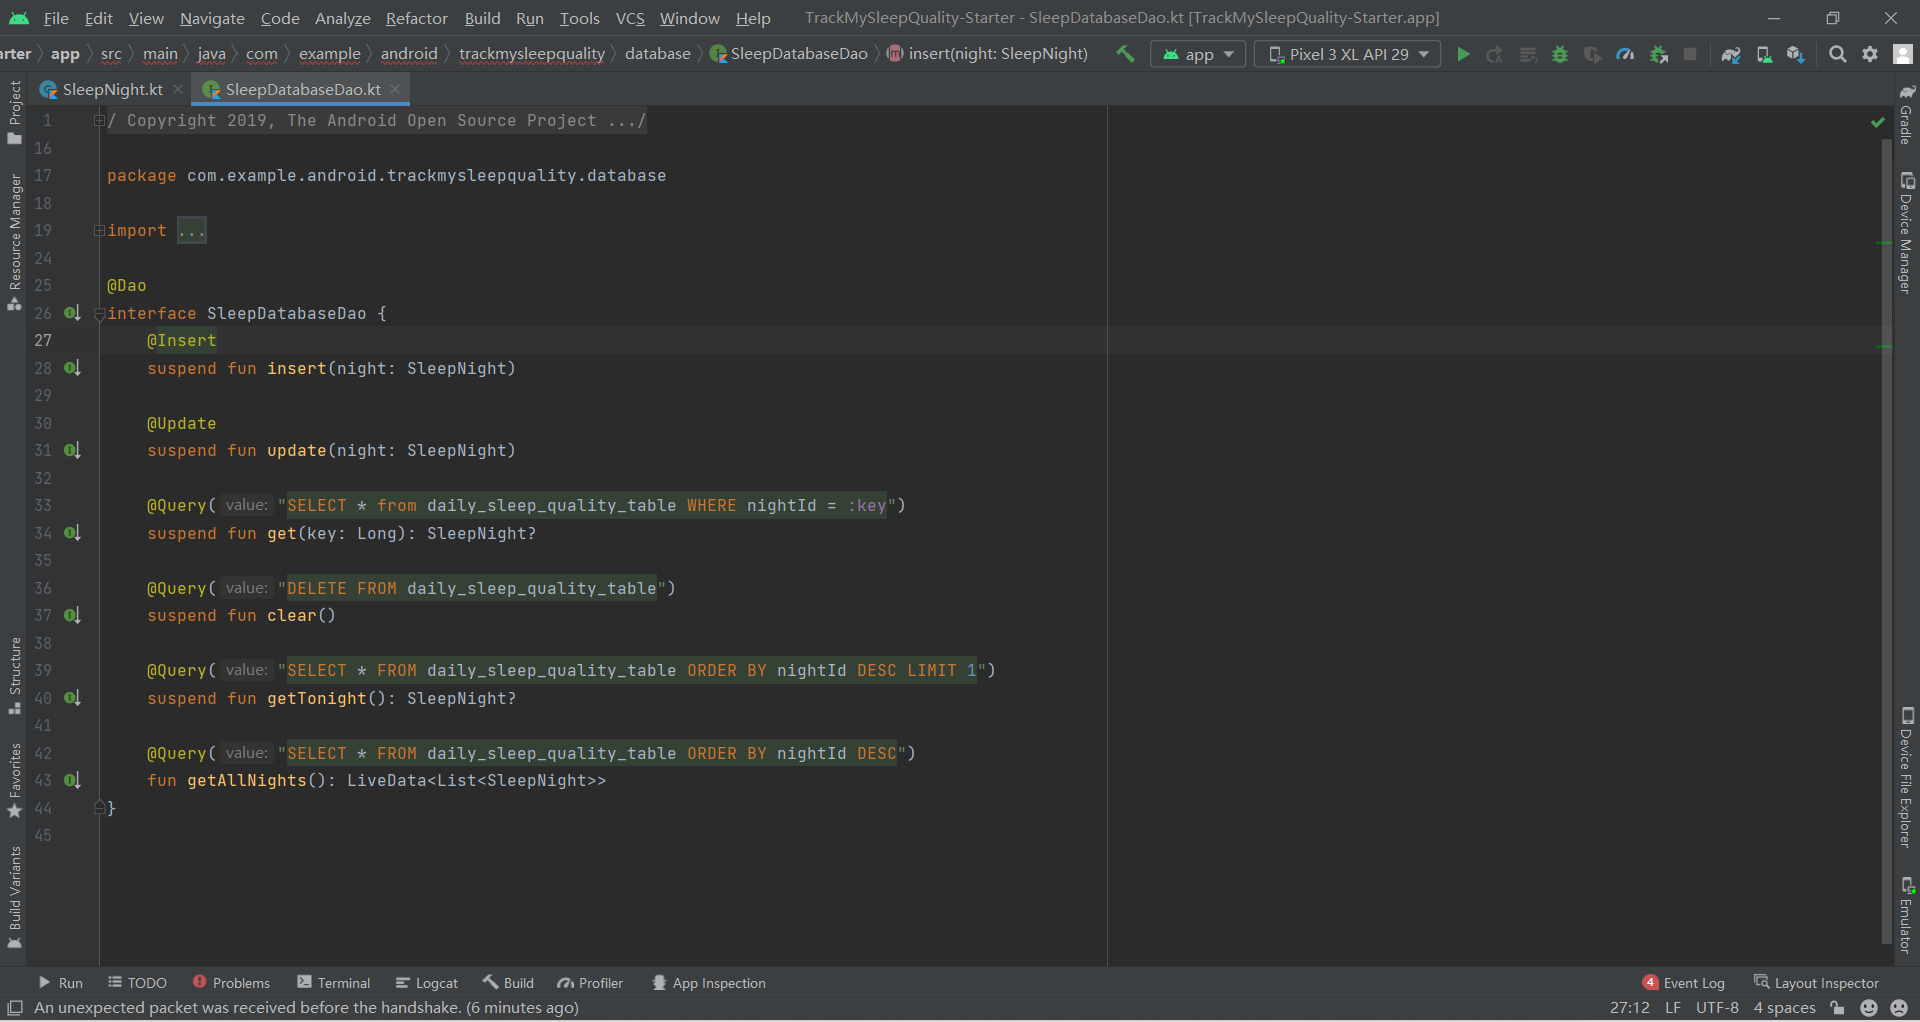 File Edit View Navigate Code Analyze Refactor Build Run Tools VCS Window Help TrackMySleepQuality-Starter - SleepDatabaseDao.kt [TrackMySleepQuality-Starter.app]
rter app src main java com example android trackmysleepquality database SleepDatabaseDao insert(night: SleepNight) app Pixel 3 XL API 29
SleepNight.kt SleepDatabaseDao.kt
1 / Copyright 2019, The Android Open Source Project .../
16
17 package com.example.android.trackmysleepquality.database
18
19 import ...
24
25 @Dao
26 interface SleepDatabaseDao {
27 @Insert
28 suspend fun insert(night: SleepNight)
29
30 @Update
31 suspend fun update(night: SleepNight)
32
33 @Query( value: "SELECT * from daily_sleep_quality_table WHERE nightId = :key")
34 suspend fun get(key: Long): SleepNight?
35
36 @Query( value: "DELETE FROM daily_sleep_quality_table")
37 suspend fun clear()
38
39 @Query( value: "SELECT * FROM daily_sleep_quality_table ORDER BY nightId DESC LIMIT 1")
40 suspend fun getTonight(): SleepNight?
41
42 @Query( value: "SELECT * FROM daily_sleep_quality_table ORDER BY nightId DESC")
43 fun getAllNights(): LiveData<List<SleepNight>>
44 }
45
Project
Resource Manager
Structure
Favorites
Build Variants
Gradle
Device Manager
Device File Explorer
Emulator
Run TODO Problems Terminal Logcat Build Profiler App Inspection 4 Event Log Layout Inspector
An unexpected packet was received before the handshake. (6 minutes ago) 27:12 LF UTF-8 4 spaces